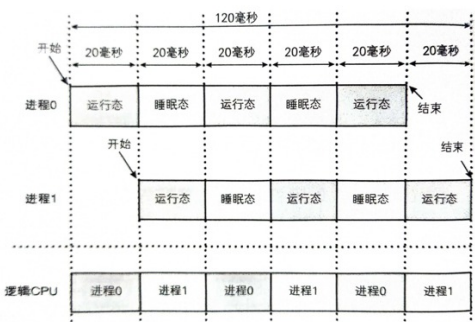 120毫秒
开始
20毫秒 20毫秒 20毫秒 20毫秒 20毫秒 20毫秒
进程0 运行态 睡眠态 运行态 睡眠态 运行态
结束
开始
结束
进程1 运行态 睡眠态 运行态 睡眠态 运行态
逻辑CPU 进程0 进程1 进程0 进程1 进程0 进程1